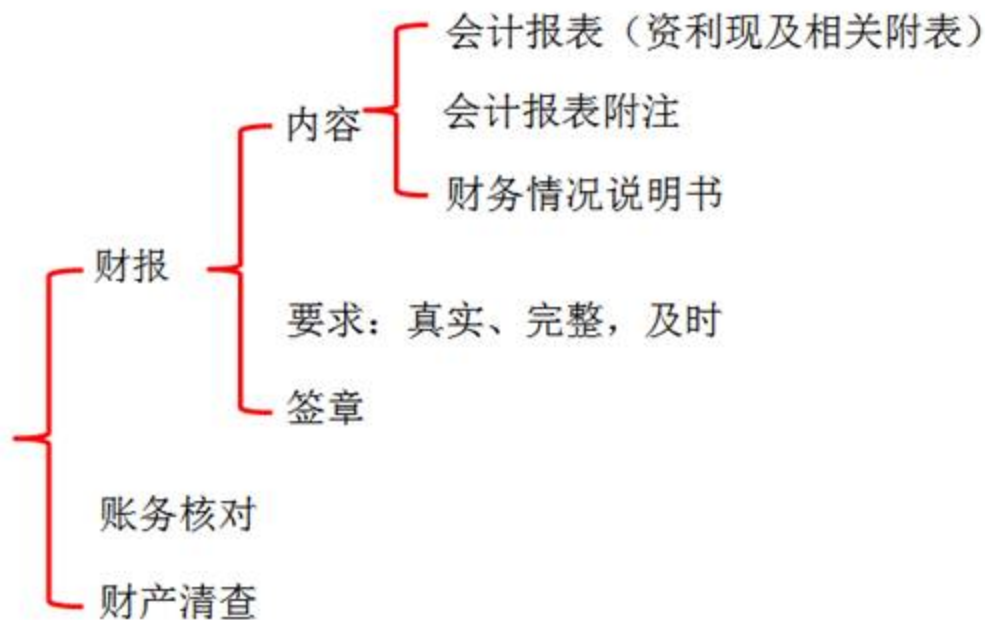 会计报表（资利现及相关附表）
内容
会计报表附注
财务情况说明书
财报
要求：真实、完整，及时
签章
账务核对
财产清查